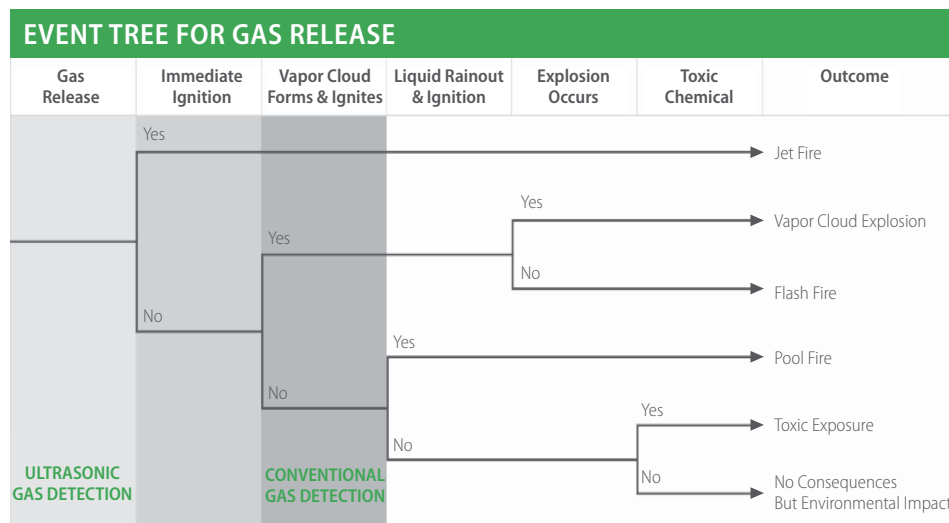 EVENT TREE FOR GAS RELEASE
Gas
Release
Immediate
Ignition
Vapor Cloud
Forms & Ignites
Liquid Rainout
& Ignition
Explosion
Occurs
Toxic
Chemical
Outcome
Yes
Jet Fire
Yes
Vapor Cloud Explosion
Yes
No
Flash Fire
No
Yes
Pool Fire
No
Yes
Toxic Exposure
No
ULTRASONIC
GAS DETECTION
CONVENTIONAL
GAS DETECTION
No
No Consequences
But Environmental Impact